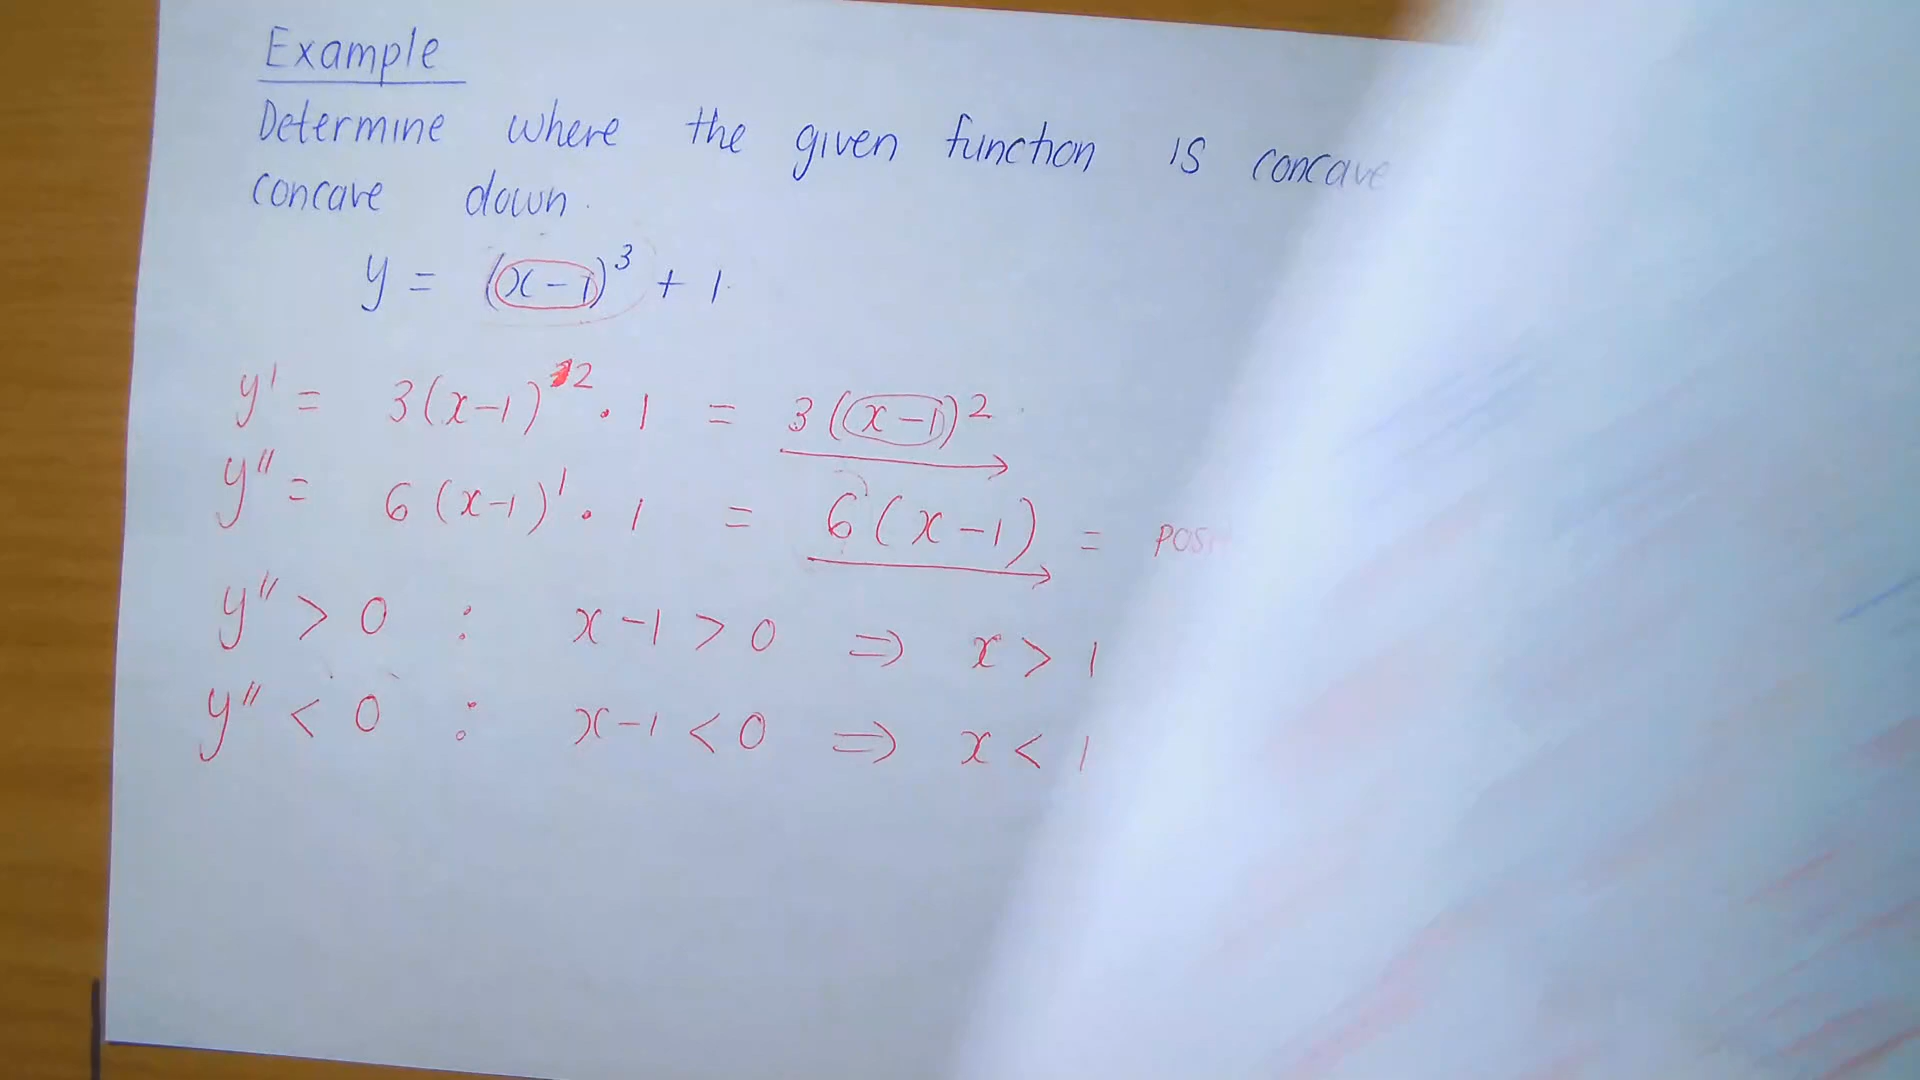 Example
Determine where the given function is concave
concave down.
y = (x-1)³ + 1
y' = 3(x-1)² · 1 = 3(x-1)²
y'' = 6(x-1)¹ · 1 = 6(x-1) =
y'' > 0 : x-1 > 0 ⇒ x > 1
y'' < 0 : x-1 < 0 ⇒ x < 1